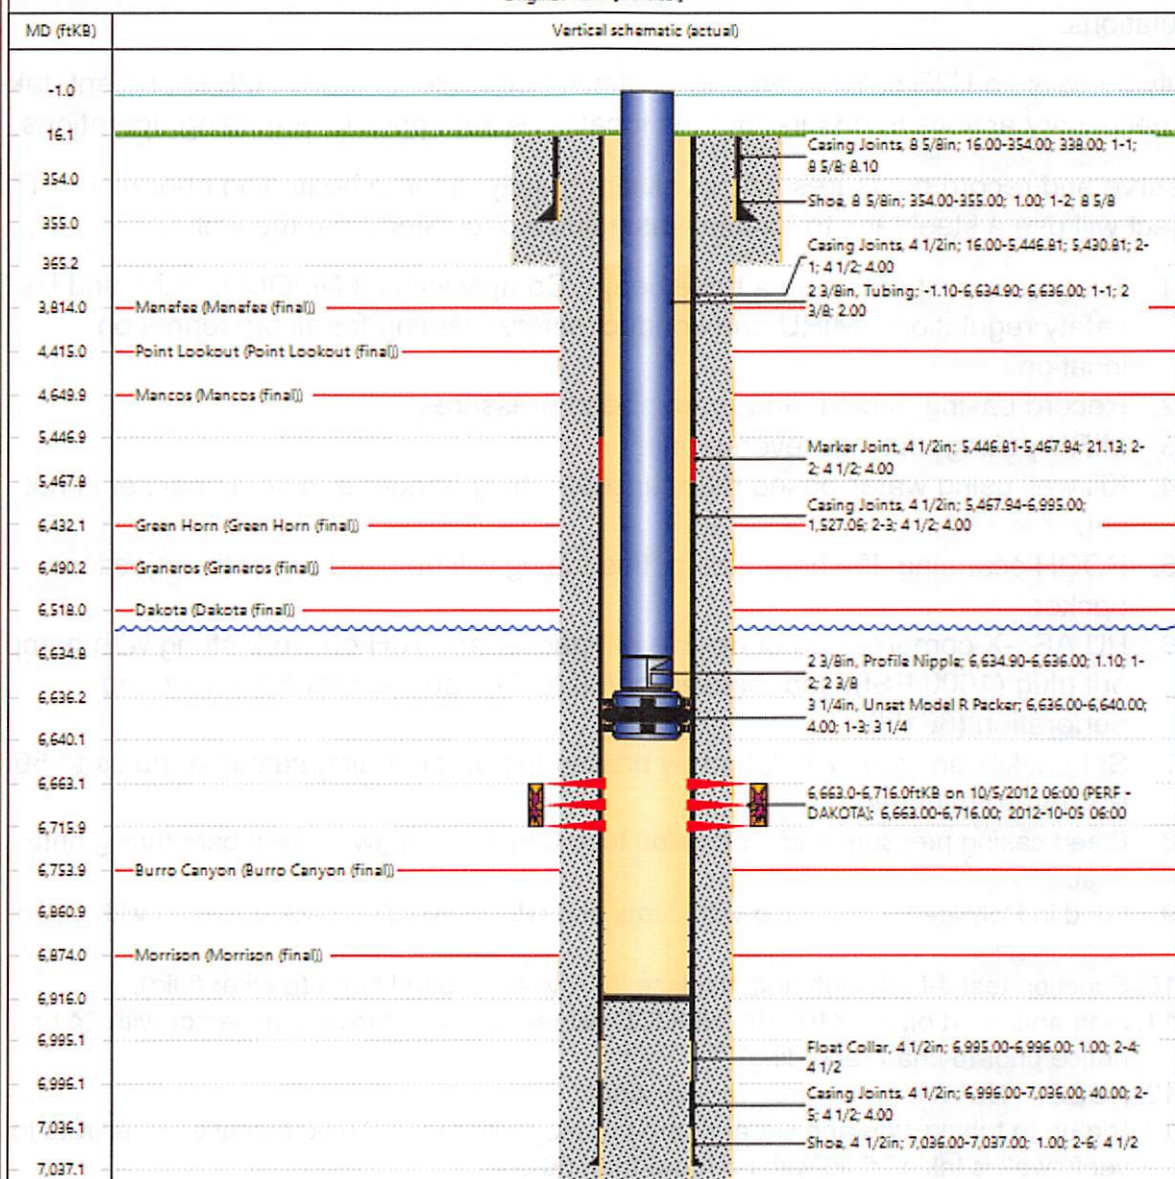 MD (ftKB)
Vertical schematic (actual)
-1.0
16.1
Casing Joints, 8 5/8in; 16.00-354.00; 338.00; 1-1;
8 5/8; 8.10
354.0
Shoe, 8 5/8in; 354.00-355.00; 1.00; 1-2; 8 5/8
355.0
Casing Joints, 4 1/2in; 16.00-5,446.81; 5,430.81; 2-
1; 4 1/2; 4.00
365.2
2 3/8in, Tubing; -1.10-6,634.90; 6,636.00; 1-1; 2
3/8; 2.00
3,814.0
Menefee (Menefee (final))
4,415.0
Point Lookout (Point Lookout (final))
4,649.9
Mancos (Mancos (final))
5,446.9
Marker Joint, 4 1/2in; 5,446.81-5,467.94; 21.13; 2-
2; 4 1/2; 4.00
5,467.8
Casing Joints, 4 1/2in; 5,467.94-6,995.00;
1,527.06; 2-3; 4 1/2; 4.00
6,432.1
Green Horn (Green Horn (final))
6,490.2
Graneros (Graneros (final))
6,518.0
Dakota (Dakota (final))
6,634.8
2 3/8in, Profile Nipple; 6,634.90-6,636.00; 1.10; 1-
2; 2 3/8
6,636.2
3 1/4in, Unset Model R Packer; 6,636.00-6,640.00;
4.00; 1-3; 3 1/4
6,640.1
6,663.1
6,663.0-6,716.0ftKB on 10/5/2012 06:00 (PERF -
DAKOTA); 6,663.00-6,716.00; 2012-10-05 06:00
6,715.9
6,753.9
Burro Canyon (Burro Canyon (final))
6,860.9
6,874.0
Morrison (Morrison (final))
6,916.0
6,995.1
Float Collar, 4 1/2in; 6,995.00-6,996.00; 1.00; 2-4;
4 1/2
6,996.1
Casing Joints, 4 1/2in; 6,996.00-7,036.00; 40.00; 2-
5; 4 1/2; 4.00
7,036.1
Shoe, 4 1/2in; 7,036.00-7,037.00; 1.00; 2-6; 4 1/2
7,037.1